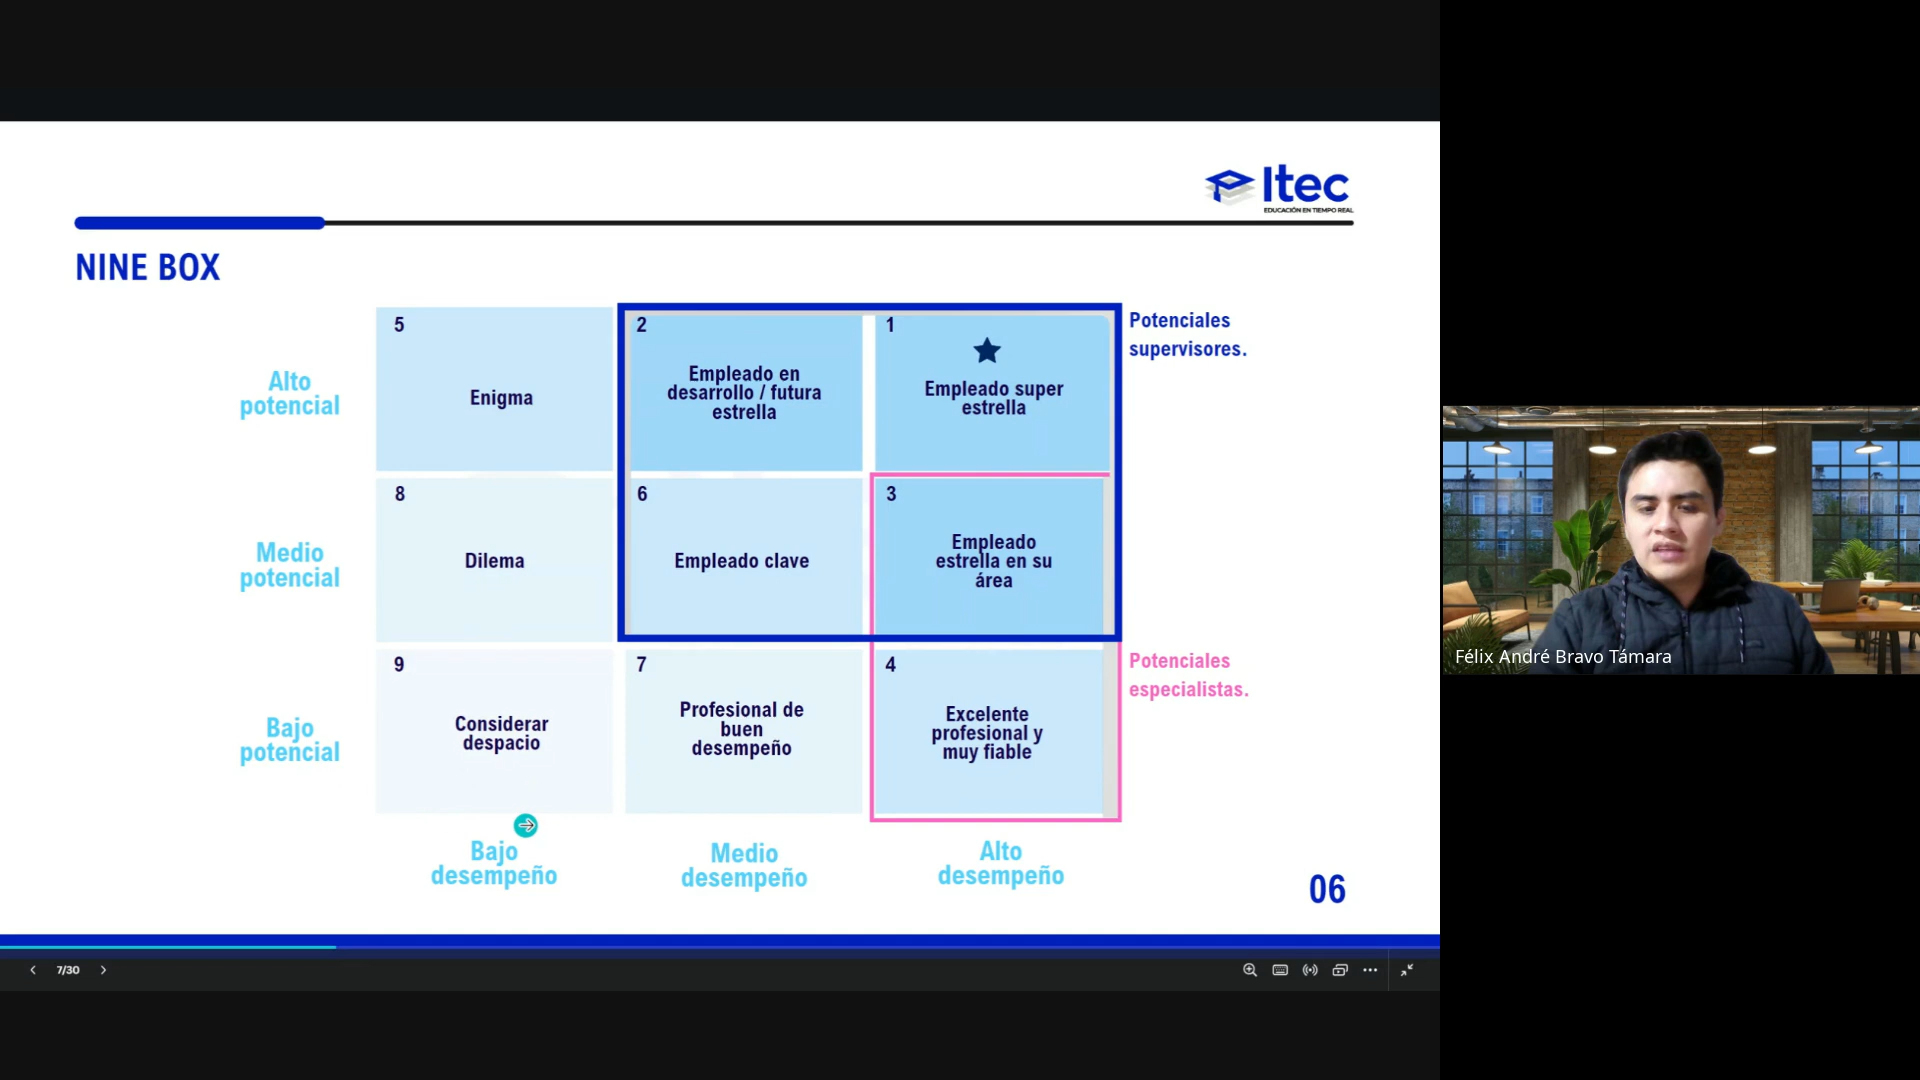 Itec
EDUCACIÓN EN TIEMPO REAL
NINE BOX
Alto
potencial
5
Enigma
2
Empleado en
desarrollo / futura
estrella
1
Empleado super
estrella
Potenciales
supervisores.
Medio
potencial
8
Dilema
6
Empleado clave
3
Empleado
estrella en su
área
Bajo
potencial
9
Considerar
despacio
7
Profesional de
buen
desempeño
4
Excelente
profesional y
muy fiable
Potenciales
especialistas.
Bajo
desempeño
Medio
desempeño
Alto
desempeño
06
7/30
Félix André Bravo Támara